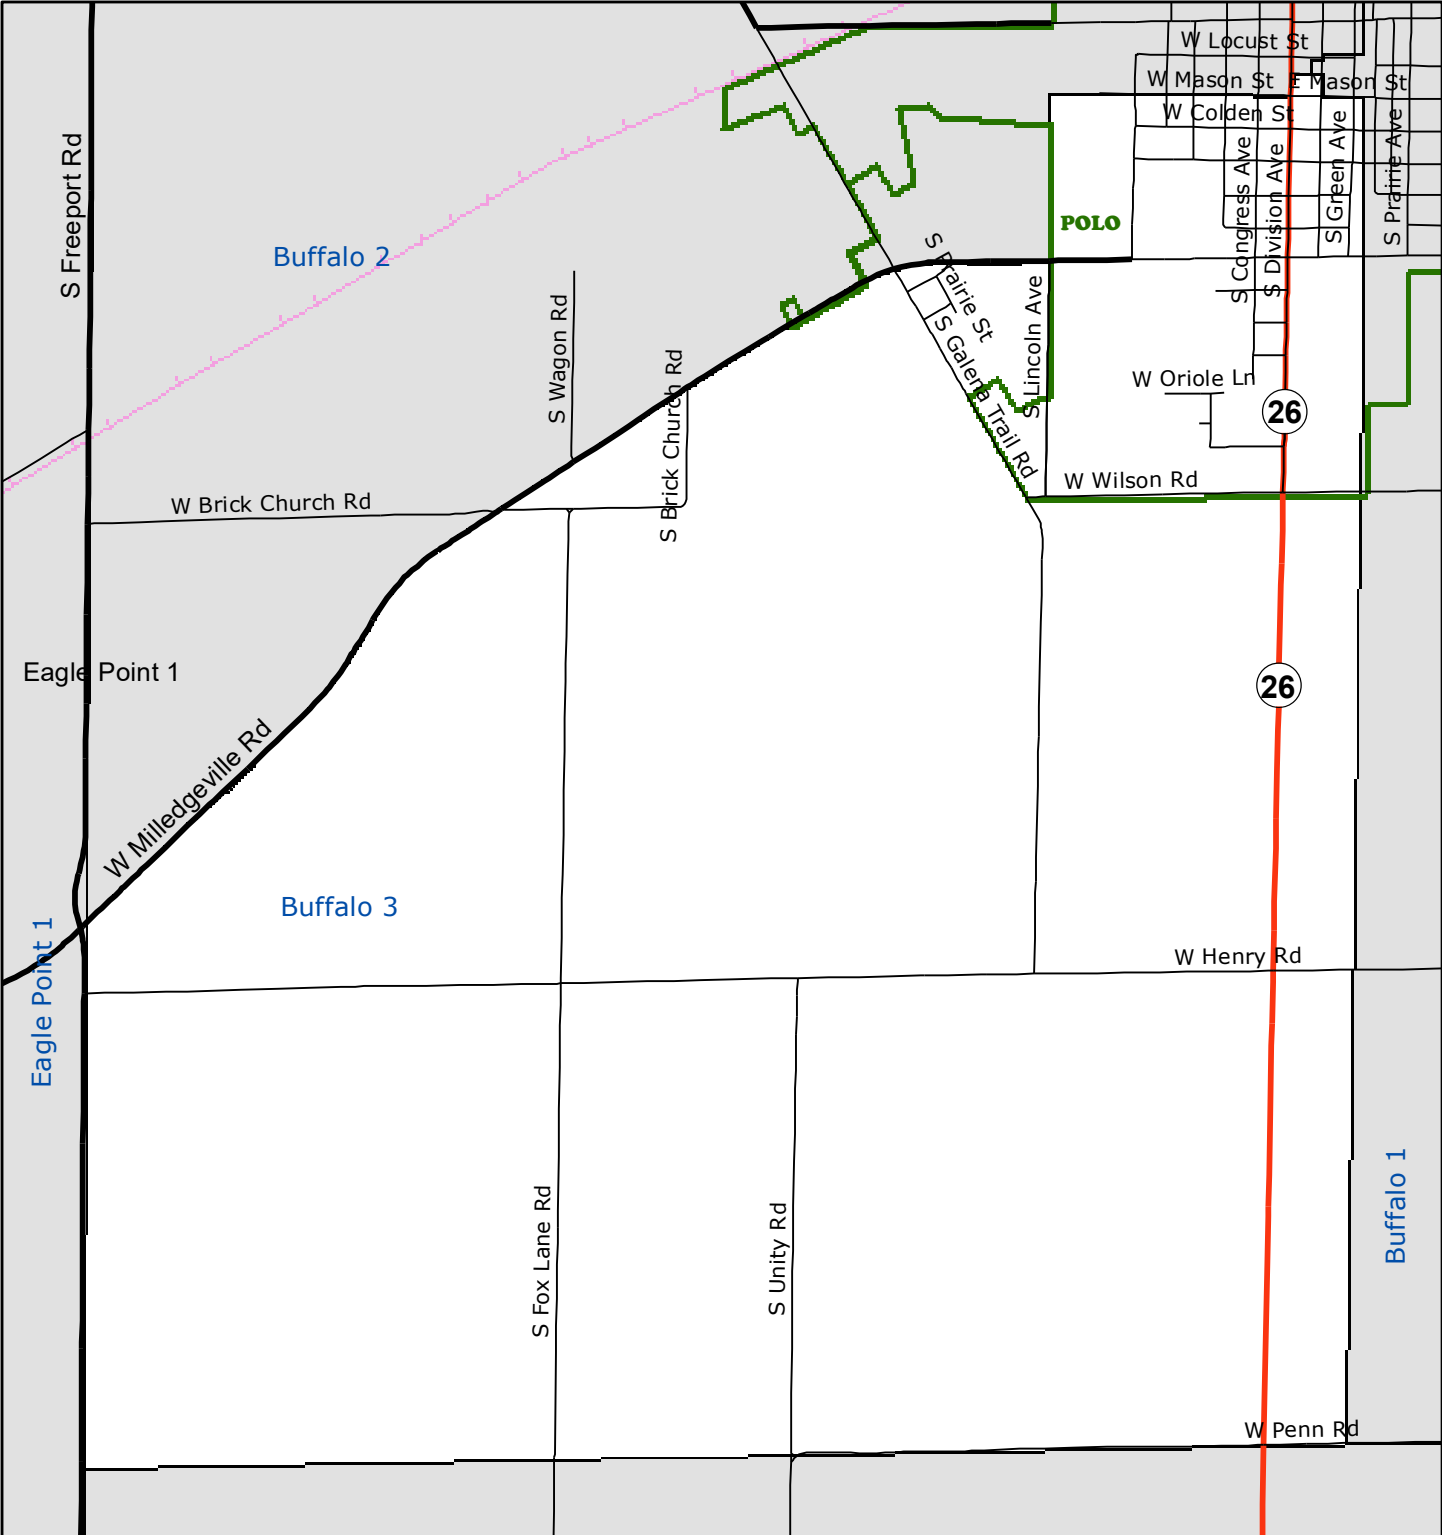 W Locust St
W Mason St
E Mason St
W Colden St
S Freeport Rd
S Congress Ave
S Division Ave
S Green Ave
S Prairie Ave
POLO
Buffalo 2
S Prairie St
S Wagon Rd
S Lincoln Ave
S Galena Trail Rd
S Brick Church Rd
W Oriole Ln
26
W Wilson Rd
W Brick Church Rd
Eagle Point 1
26
W Milledgeville Rd
Buffalo 3
Eagle Point 1
W Henry Rd
Buffalo 1
S Fox Lane Rd
S Unity Rd
W Penn Rd